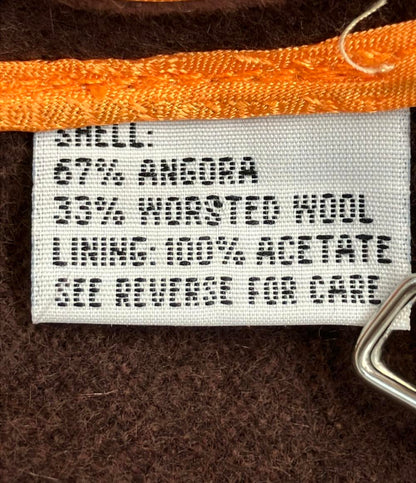 SHELL:
67% ANGORA
33% WORSTED WOOL
LINING: 100% ACETATE
SEE REVERSE FOR CARE